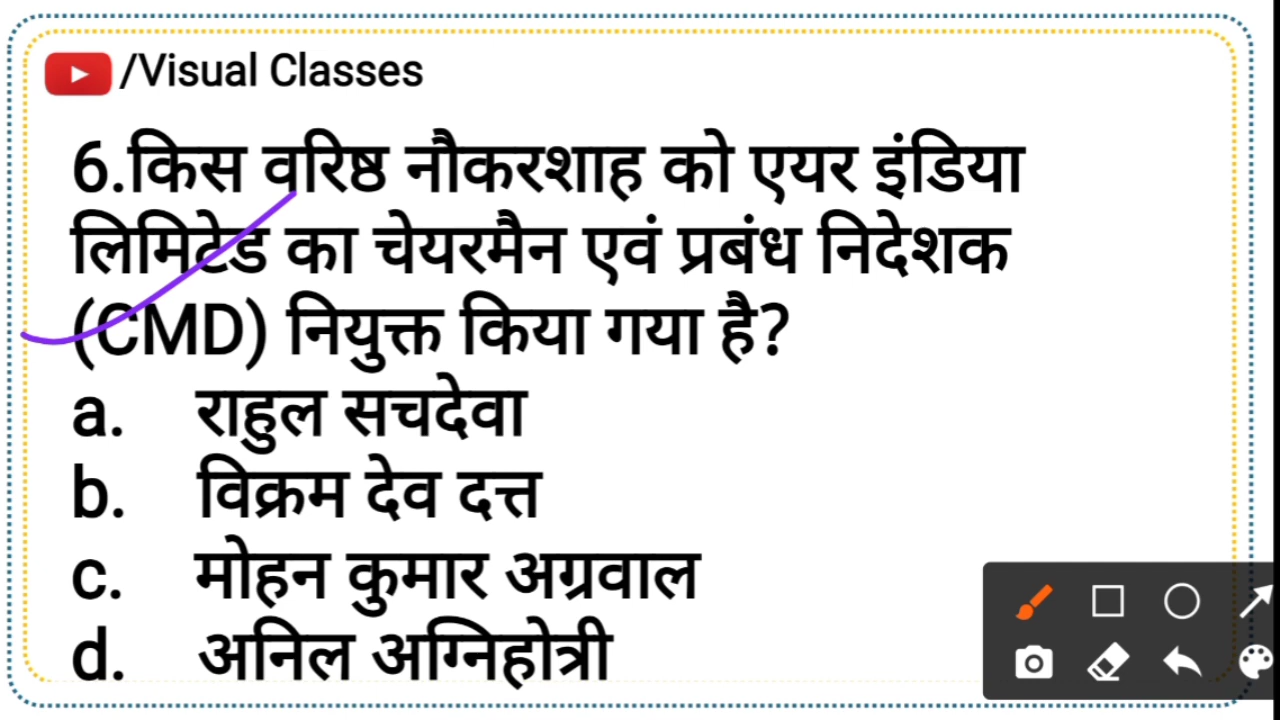 /Visual Classes
6.किस वरिष्ठ नौकरशाह को एयर इंडिया
लिमिटेड का चेयरमैन एवं प्रबंध निदेशक
(CMD) नियुक्त किया गया है?
a. राहुल सचदेवा
b. विक्रम देव दत्त
c. मोहन कुमार अग्रवाल
d. अनिल अग्निहोत्री